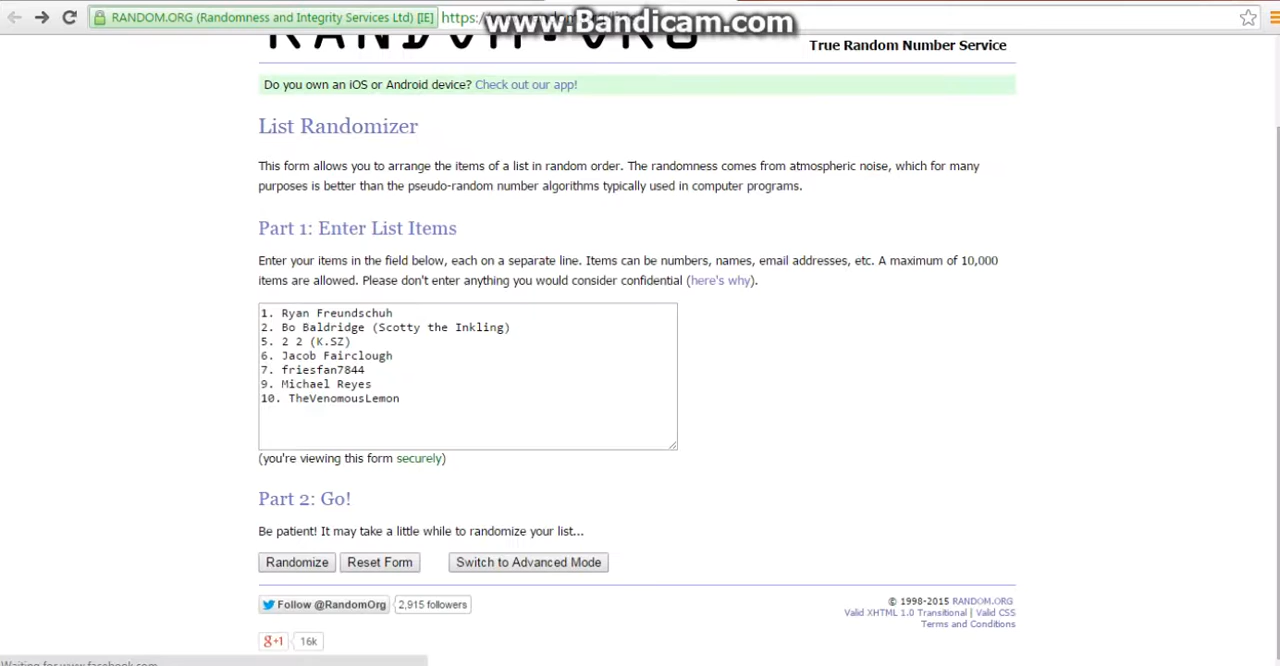 RANDOM.ORG (Randomness and Integrity Services Ltd) [IE] https:/
www.Bandicam.com
RANDOM.ORG
True Random Number Service
Do you own an iOS or Android device? Check out our app!
List Randomizer
This form allows you to arrange the items of a list in random order. The randomness comes from atmospheric noise, which for many
purposes is better than the pseudo-random number algorithms typically used in computer programs.
Part 1: Enter List Items
Enter your items in the field below, each on a separate line. Items can be numbers, names, email addresses, etc. A maximum of 10,000
items are allowed. Please don't enter anything you would consider confidential (here's why).
1. Ryan Freundschuh
2. Bo Baldridge (Scotty the Inkling)
5. 2 2 (K.SZ)
6. Jacob Fairclough
7. friesfan7844
9. Michael Reyes
10. TheVenomousLemon
(you're viewing this form securely)
Part 2: Go!
Be patient! It may take a little while to randomize your list...
Randomize Reset Form Switch to Advanced Mode
Follow @RandomOrg 2,915 followers
© 1998-2015 RANDOM.ORG
Valid XHTML 1.0 Transitional | Valid CSS
Terms and Conditions
g+1 16k
Waiting for www.facebook.com